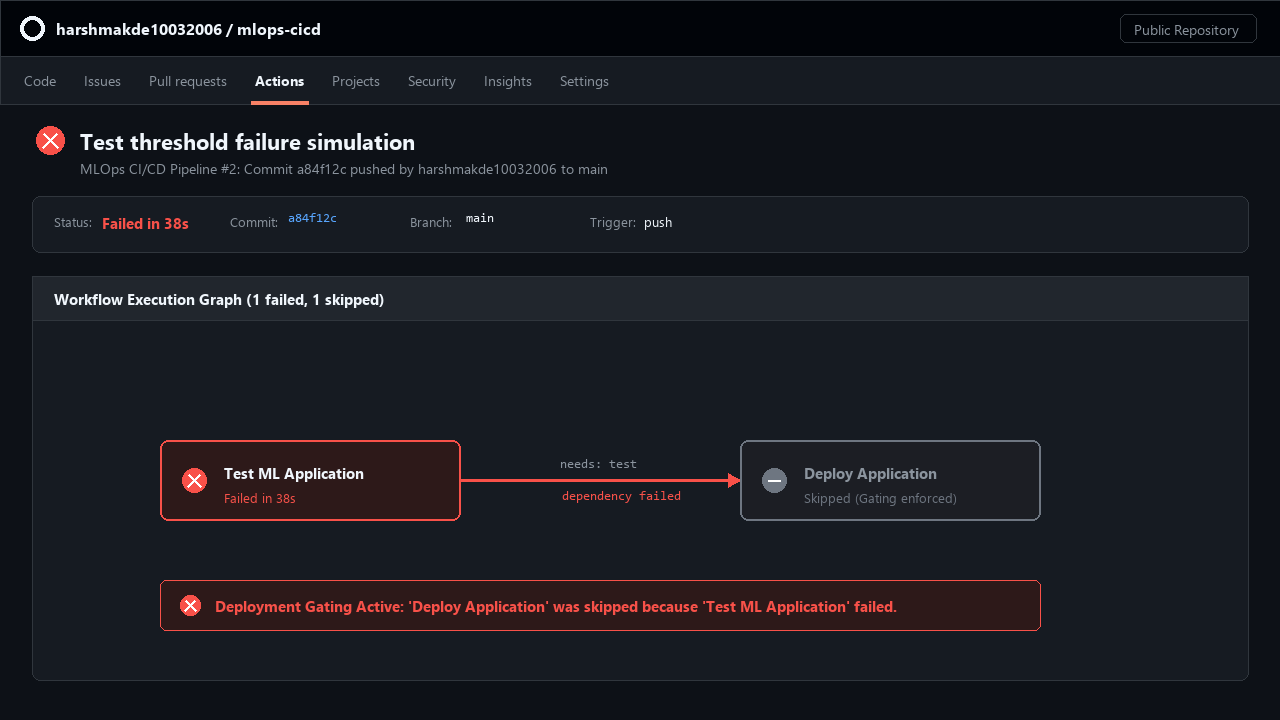 harshmakde10032006 / mlops-cicd
Public Repository
Code Issues Pull requests Actions Projects Security Insights Settings
Test threshold failure simulation
MLOps CI/CD Pipeline #2: Commit a84f12c pushed by harshmakde10032006 to main
Status: Failed in 38s Commit: a84f12c Branch: main Trigger: push
Workflow Execution Graph (1 failed, 1 skipped)
Test ML Application
Failed in 38s
needs: test
dependency failed
Deploy Application
Skipped (Gating enforced)
Deployment Gating Active: 'Deploy Application' was skipped because 'Test ML Application' failed.